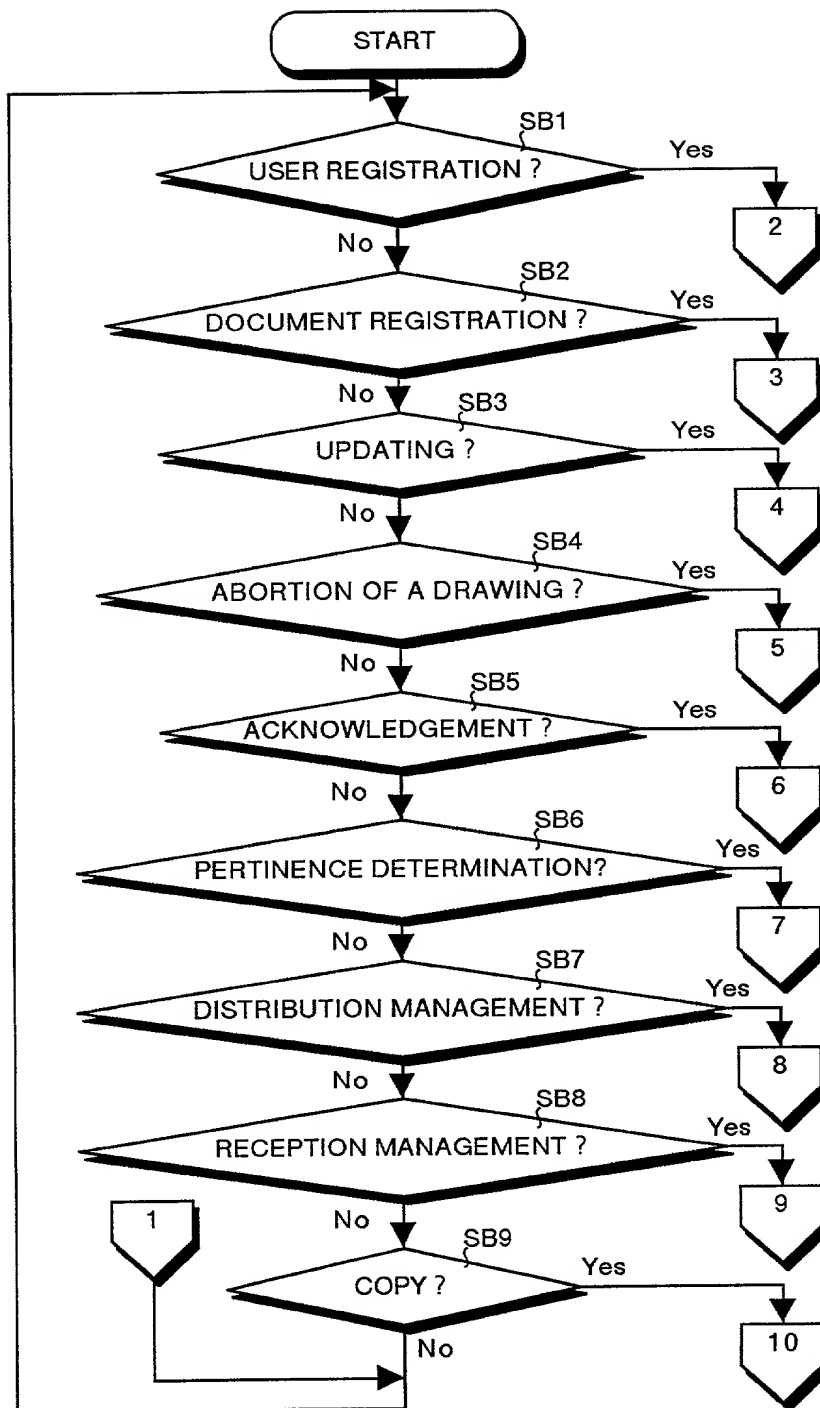 START
SB1
USER REGISTRATION ?
Yes
2
No
SB2
DOCUMENT REGISTRATION ?
Yes
3
No
SB3
UPDATING ?
Yes
4
No
SB4
ABORTION OF A DRAWING ?
Yes
5
No
SB5
ACKNOWLEDGEMENT ?
Yes
6
No
SB6
PERTINENCE DETERMINATION?
Yes
7
No
SB7
DISTRIBUTION MANAGEMENT ?
Yes
8
No
SB8
RECEPTION MANAGEMENT ?
Yes
9
1
No
SB9
COPY ?
Yes
10
No